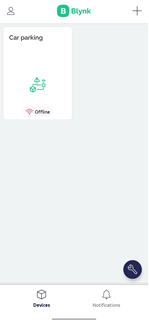 B Blynk
Car parking
Offline
Devices
Notifications